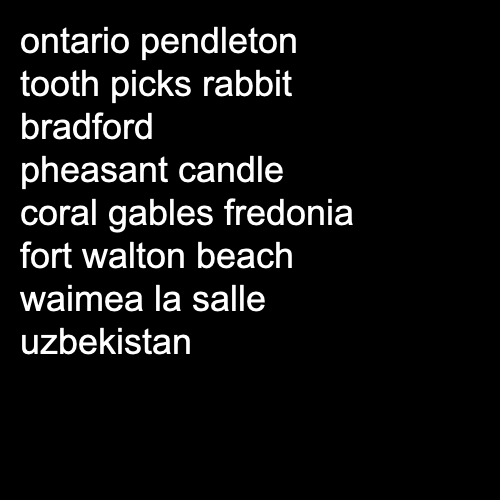 ontario pendleton
tooth picks rabbit
bradford
pheasant candle
coral gables fredonia
fort walton beach
waimea la salle
uzbekistan